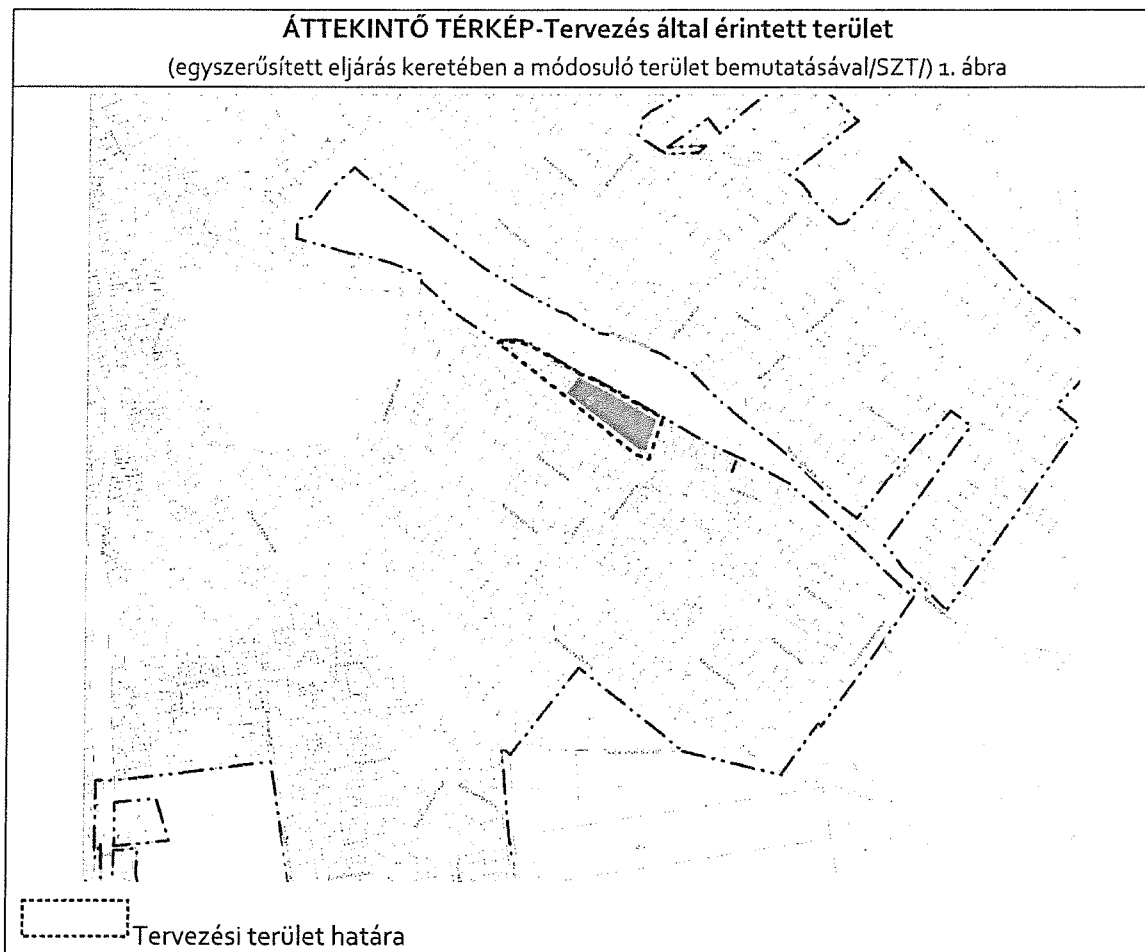 ÁTTEKINTŐ TÉRKÉP-Tervezés által érintett terület
(egyszerűsített eljárás keretében a módosuló terület bemutatásával/SZT/) 1. ábra
Tervezési terület határa